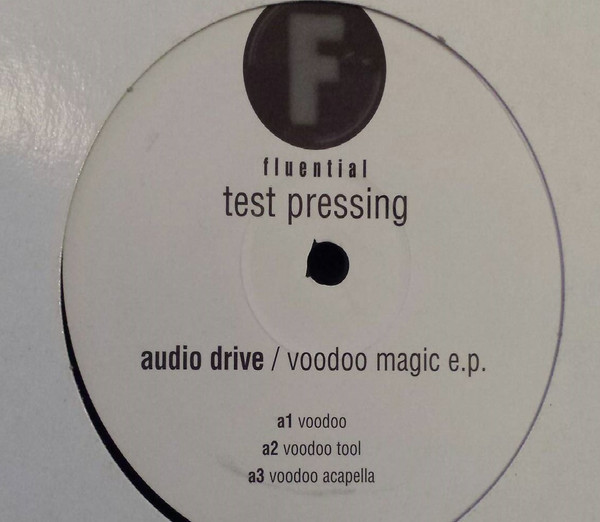 F
fluential
test pressing
audio drive / voodoo magic e.p.
a1 voodoo
a2 voodoo tool
a3 voodoo acapella